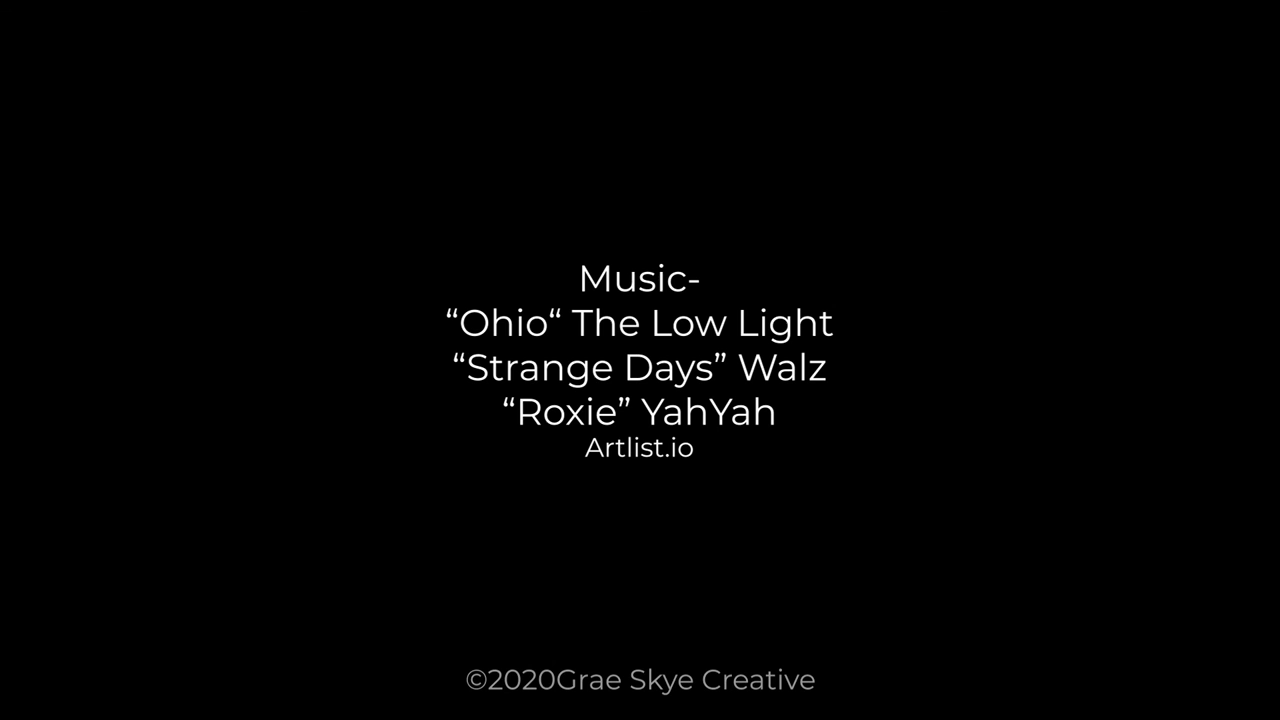 Music-
“Ohio“ The Low Light
“Strange Days” Walz
“Roxie” YahYah
Artlist.io
©2020Grae Skye Creative